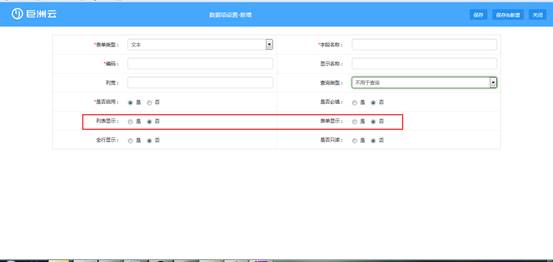 巨洲云
数据项设置-新增
保存 保存&新增 关闭
*表单类型： 文本 *字段名称：
*编码： 显示名称：
列宽： 查询类型： 不用于查询
*是否启用： 是 否 是否必填： 是 否
列表显示： 是 否 表单显示： 是 否
全行显示： 是 否 是否只读： 是 否